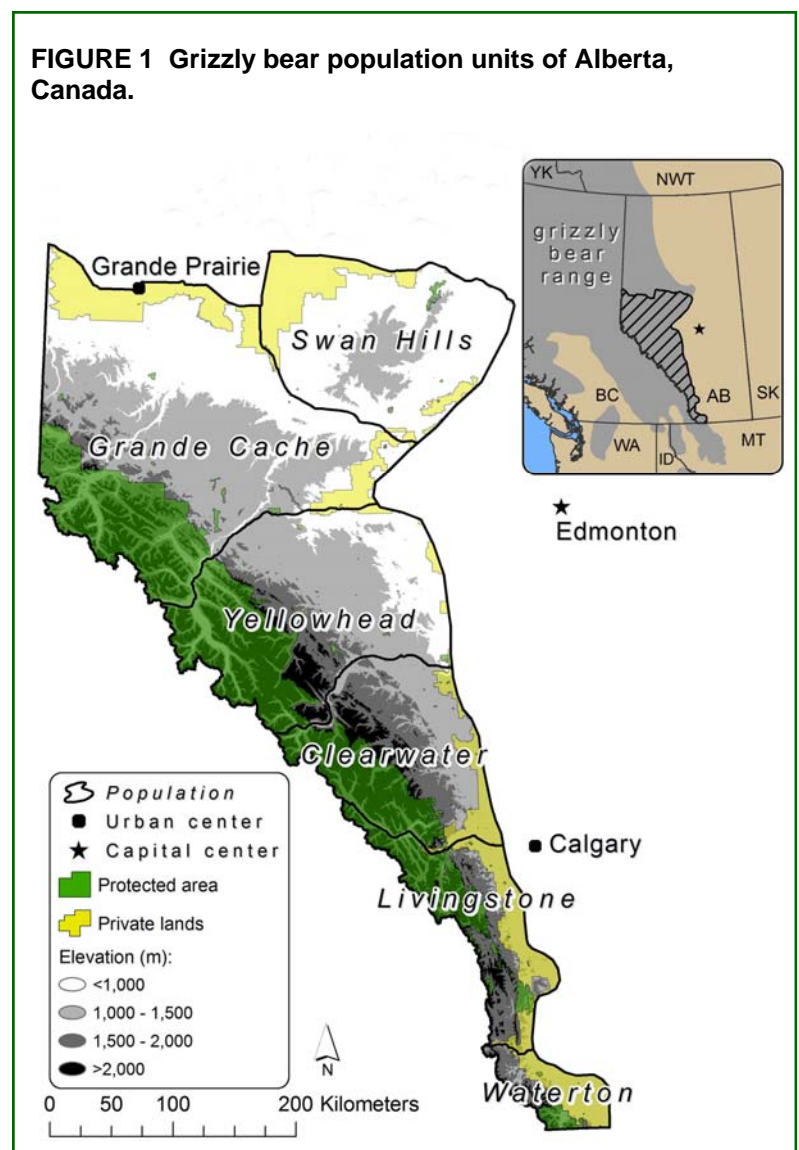 FIGURE 1 Grizzly bear population units of Alberta,
Canada.
YK
NWT
grizzly
bear
range
BC
AB
SK
WA
ID
MT
Grande Prairie
Swan Hills
Grande Cache
Edmonton
Yellowhead
Clearwater
Calgary
Livingstone
Waterton
Population
Urban center
Capital center
Protected area
Private lands
Elevation (m):
<1,000
1,000 - 1,500
1,500 - 2,000
>2,000
N
0 50 100 200 Kilometers